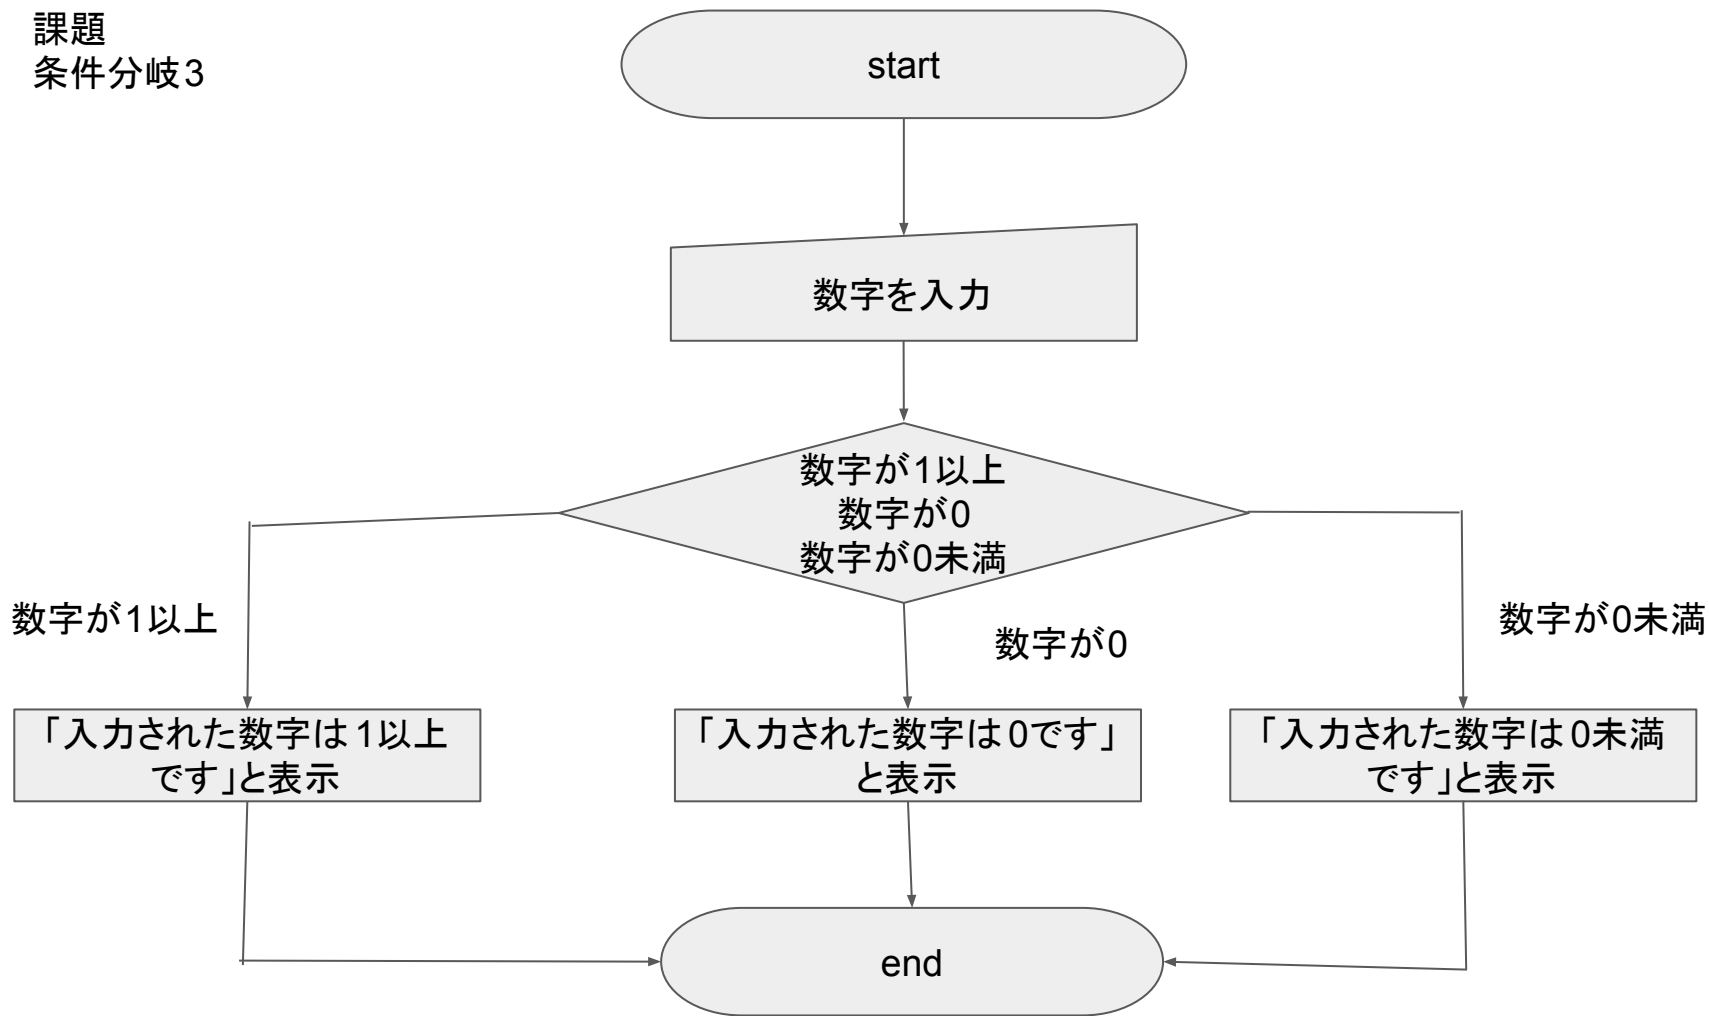 課題
条件分岐3
start
数字を入力
数字が1以上
数字が0
数字が0未満
数字が1以上
数字が0
数字が0未満
「入力された数字は1以上
です」と表示
「入力された数字は0です」
と表示
「入力された数字は0未満
です」と表示
end